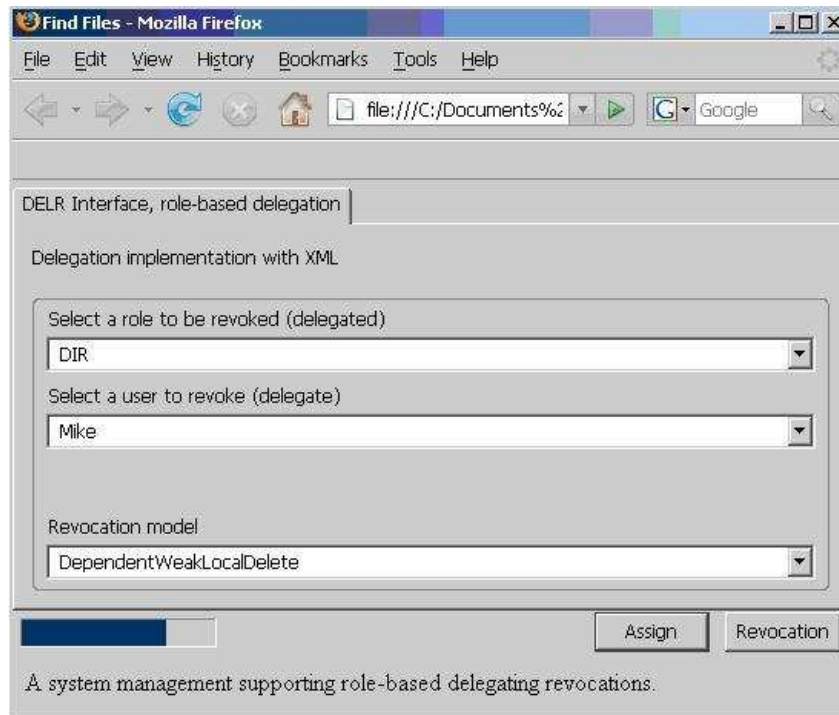 Find Files - Mozilla Firefox
File Edit View History Bookmarks Tools Help
file:///C:/Documents%2 G Google
DELR Interface, role-based delegation
Delegation implementation with XML
Select a role to be revoked (delegated)
DIR
Select a user to revoke (delegate)
Mike
Revocation model
DependentWeakLocalDelete
Assign Revocation
A system management supporting role-based delegating revocations.